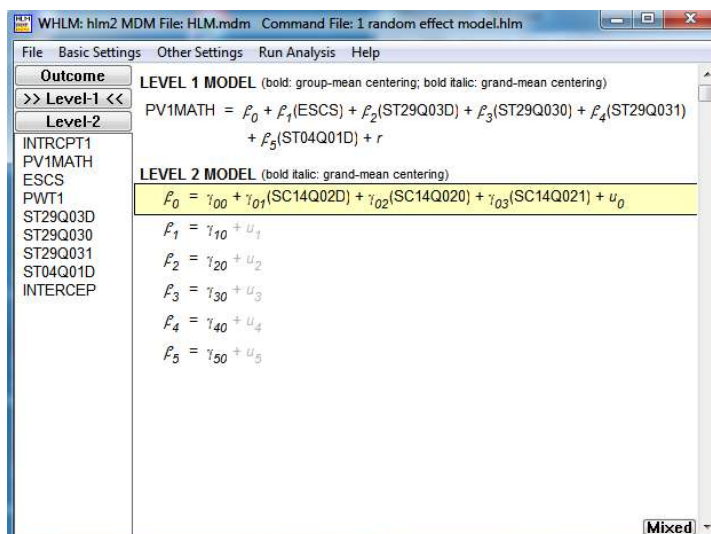 WHLM: hlm2 MDM File: HLM.mdm Command File: 1 random effect model.hlm
File Basic Settings Other Settings Run Analysis Help
Outcome
>> Level-1 <<
Level-2
INTRCPT1
PV1MATH
ESCS
PWT1
ST29Q03D
ST29Q030
ST29Q031
ST04Q01D
INTERCEP
LEVEL 1 MODEL (bold: group-mean centering; bold italic: grand-mean centering)
PV1MATH = β0 + β1(ESCS) + β2(ST29Q03D) + β3(ST29Q030) + β4(ST29Q031)
+ β5(ST04Q01D) + r
LEVEL 2 MODEL (bold italic: grand-mean centering)
β0 = γ00 + γ01(SC14Q02D) + γ02(SC14Q020) + γ03(SC14Q021) + u0
β1 = γ10 + u1
β2 = γ20 + u2
β3 = γ30 + u3
β4 = γ40 + u4
β5 = γ50 + u5
Mixed